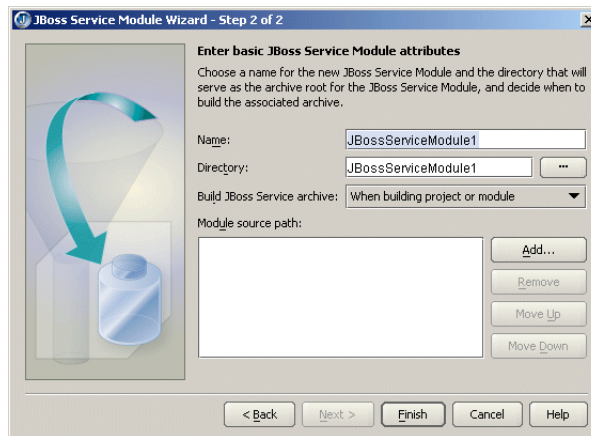 JBoss Service Module Wizard - Step 2 of 2
Enter basic JBoss Service Module attributes
Choose a name for the new JBoss Service Module and the directory that will
serve as the archive root for the JBoss Service Module, and decide when to
build the associated archive.
Name: JBossServiceModule1
Directory: JBossServiceModule1 ...
Build JBoss Service archive: When building project or module
Module source path:
Add...
Remove
Move Up
Move Down
< Back Next > Finish Cancel Help